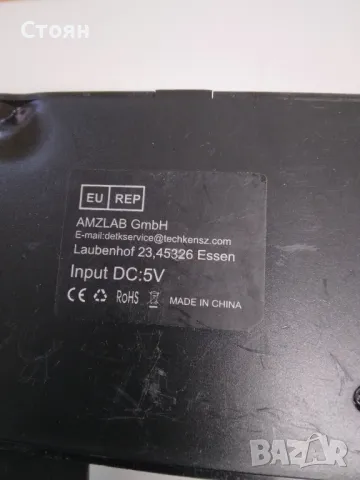 Стоян
EU REP
AMZLAB GmbH
E-mail:detkservice@techkensz.com
Laubenhof 23,45326 Essen
Input DC:5V
CE RoHS MADE IN CHINA
BAZAR